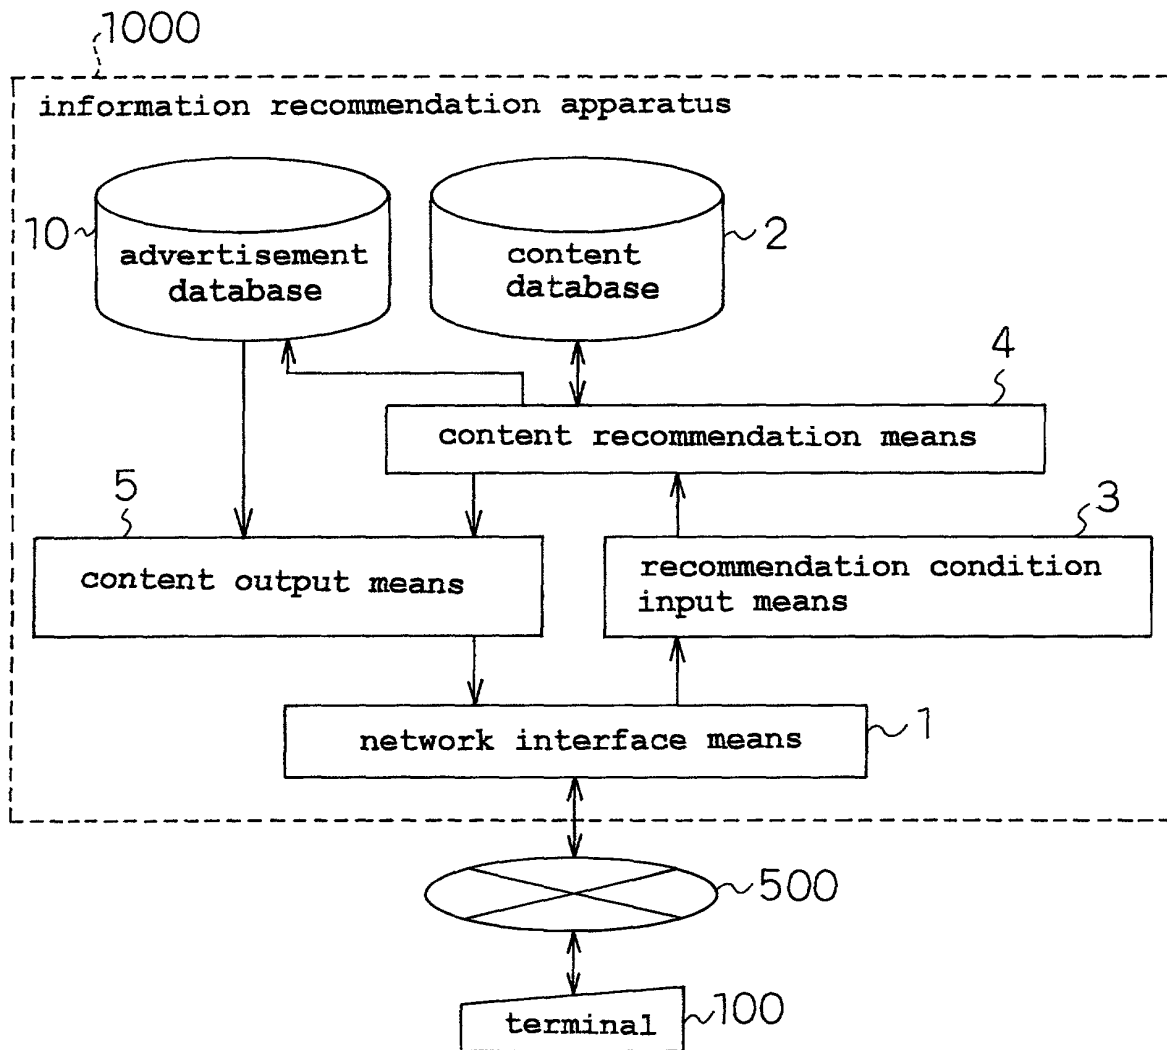 1000
information recommendation apparatus
10
advertisement
database
content
database
2
4
content recommendation means
5
content output means
3
recommendation condition
input means
network interface means
1
500
terminal
100